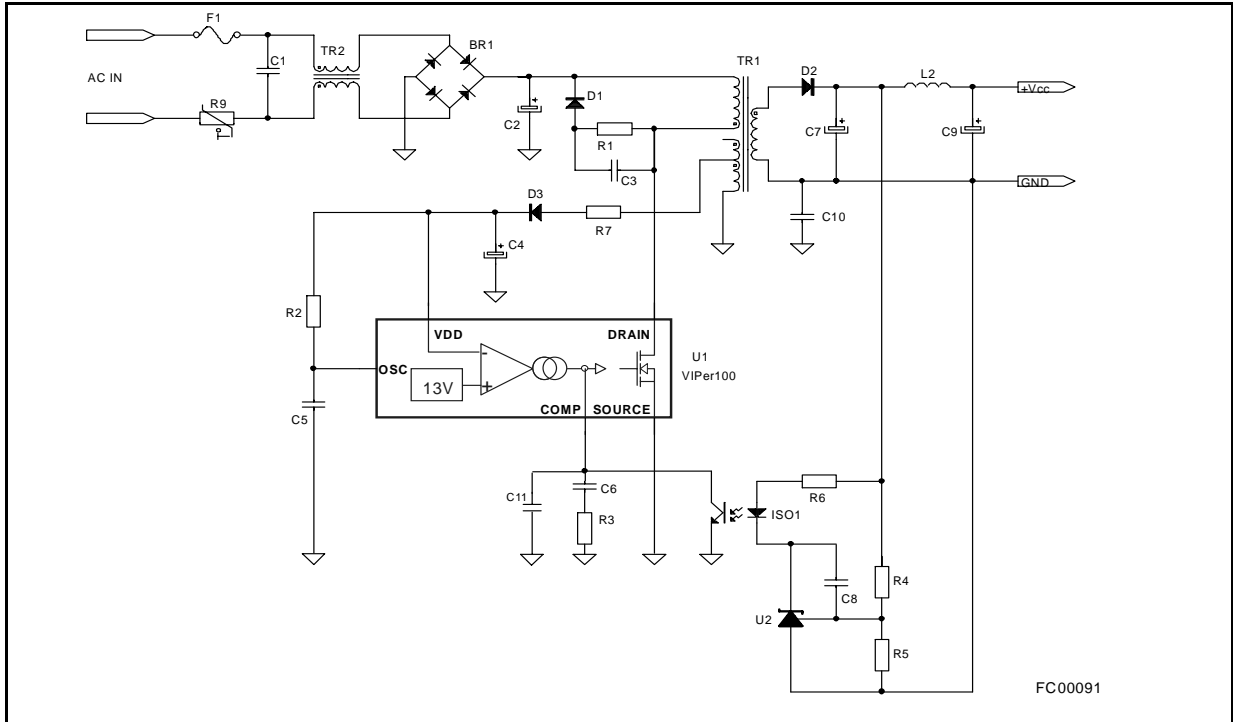 F1
TR2
BR1
AC IN
C1
R9
T°
C2
D1
R1
C3
TR1
D2
L2
+Vcc
C7
C9
GND
C10
D3
R7
C4
R2
VDD
DRAIN
OSC
13V
-
+
COMP SOURCE
U1
VIPer100
C5
C11
C6
R3
R6
ISO1
C8
R4
U2
R5
FC00091